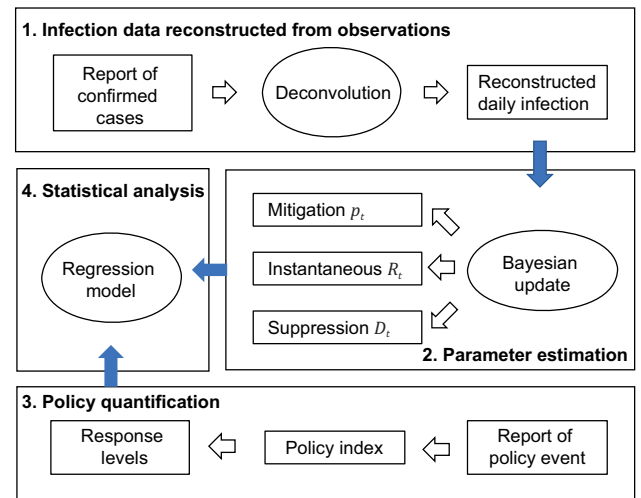 1. Infection data reconstructed from observations
Report of
confirmed
cases
Deconvolution
Reconstructed
daily infection
4. Statistical analysis
Regression
model
Mitigation pₜ
Instantaneous Rₜ
Suppression Dₜ
Bayesian
update
2. Parameter estimation
3. Policy quantification
Response
levels
Policy index
Report of
policy event